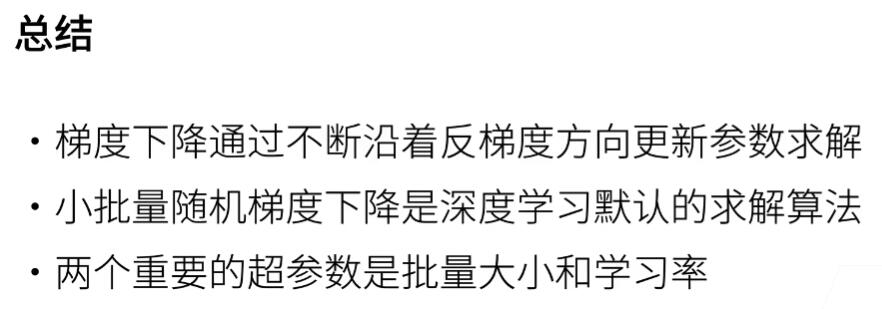 总结
• 梯度下降通过不断沿着反梯度方向更新参数求解
• 小批量随机梯度下降是深度学习默认的求解算法
• 两个重要的超参数是批量大小和学习率